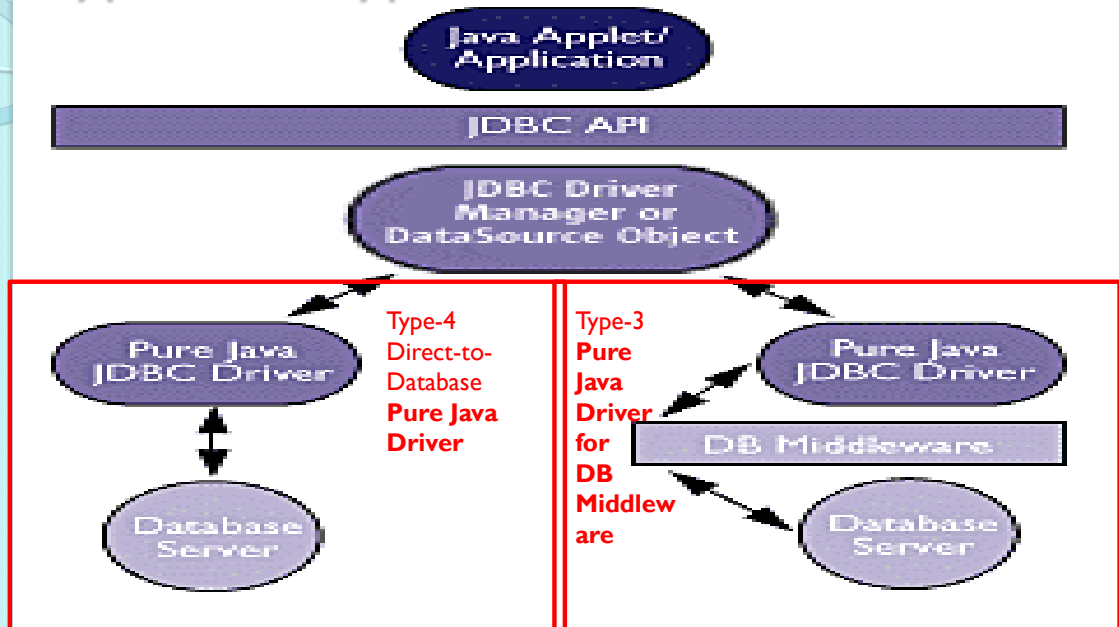 Java Applet/
Application
JDBC API
JDBC Driver
Manager or
DataSource Object
Pure Java
JDBC Driver
Type-4
Direct-to-
Database
Pure Java
Driver
Database
Server
Type-3
Pure
Java
Driver
for
DB
Middlew
are
Pure Java
JDBC Driver
DB Middleware
Database
Server